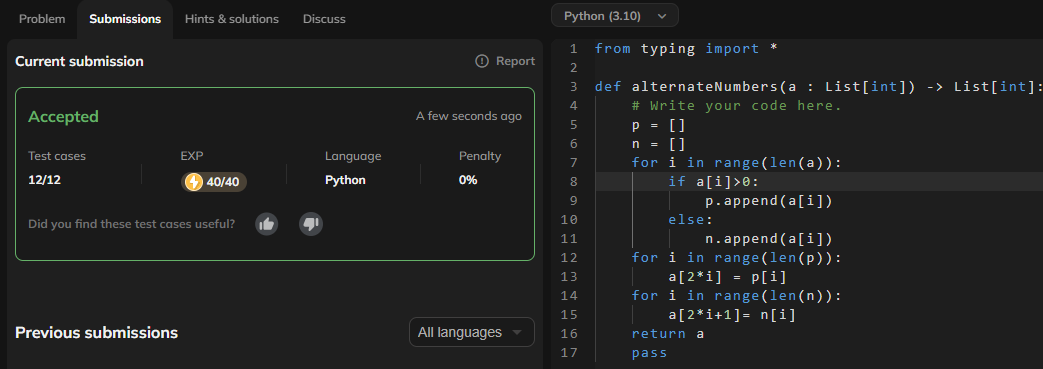 Problem Submissions Hints & solutions Discuss
Current submission Report
Accepted A few seconds ago
Test cases EXP Language Penalty
12/12 40/40 Python 0%
Did you find these test cases useful?
Previous submissions All languages
Python (3.10)
1 from typing import *
2
3 def alternateNumbers(a : List[int]) -> List[int]:
4     # Write your code here.
5     p = []
6     n = []
7     for i in range(len(a)):
8         if a[i]>0:
9             p.append(a[i])
10         else:
11             n.append(a[i])
12     for i in range(len(p)):
13         a[2*i] = p[i]
14     for i in range(len(n)):
15         a[2*i+1]= n[i]
16     return a
17     pass